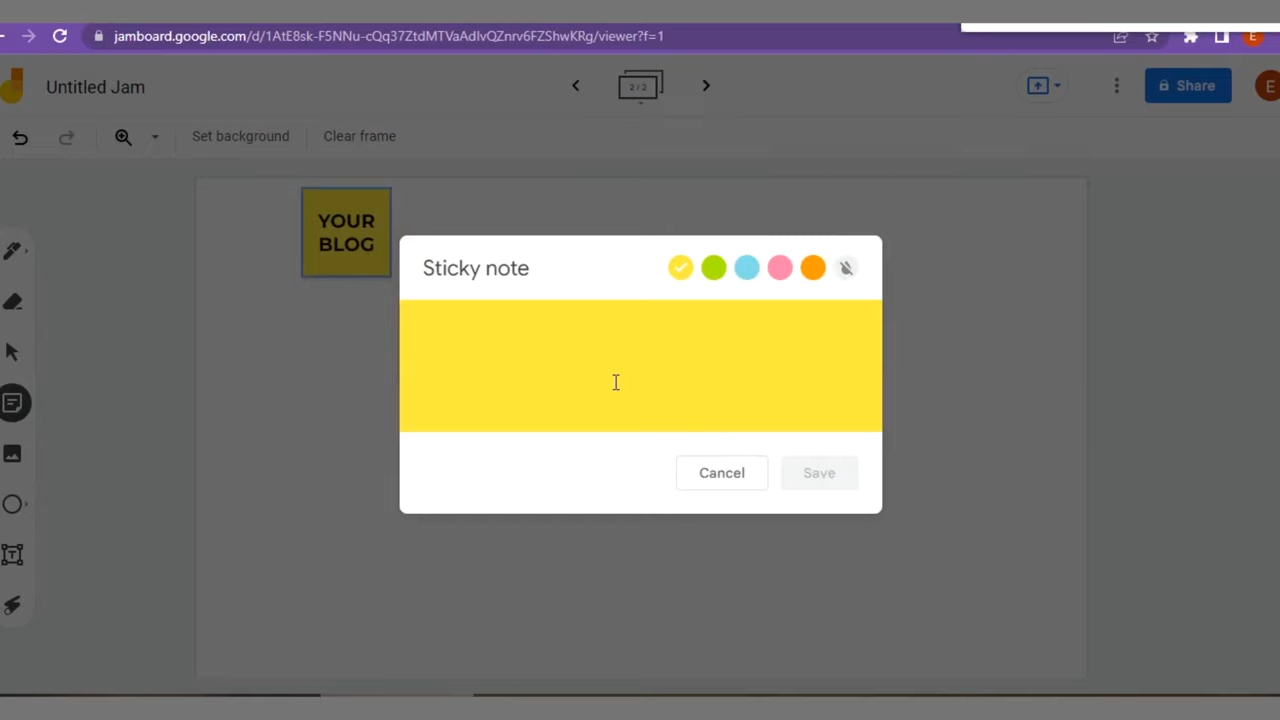 jamboard.google.com/d/1AtE8sk-F5NNu-cQq37ZtdMTVaAdIvQZnrv6FZShwKRg/viewer?f=1
E
Untitled Jam
2 / 2
Share
E
Set background
Clear frame
YOUR
BLOG
Sticky note
Cancel
Save